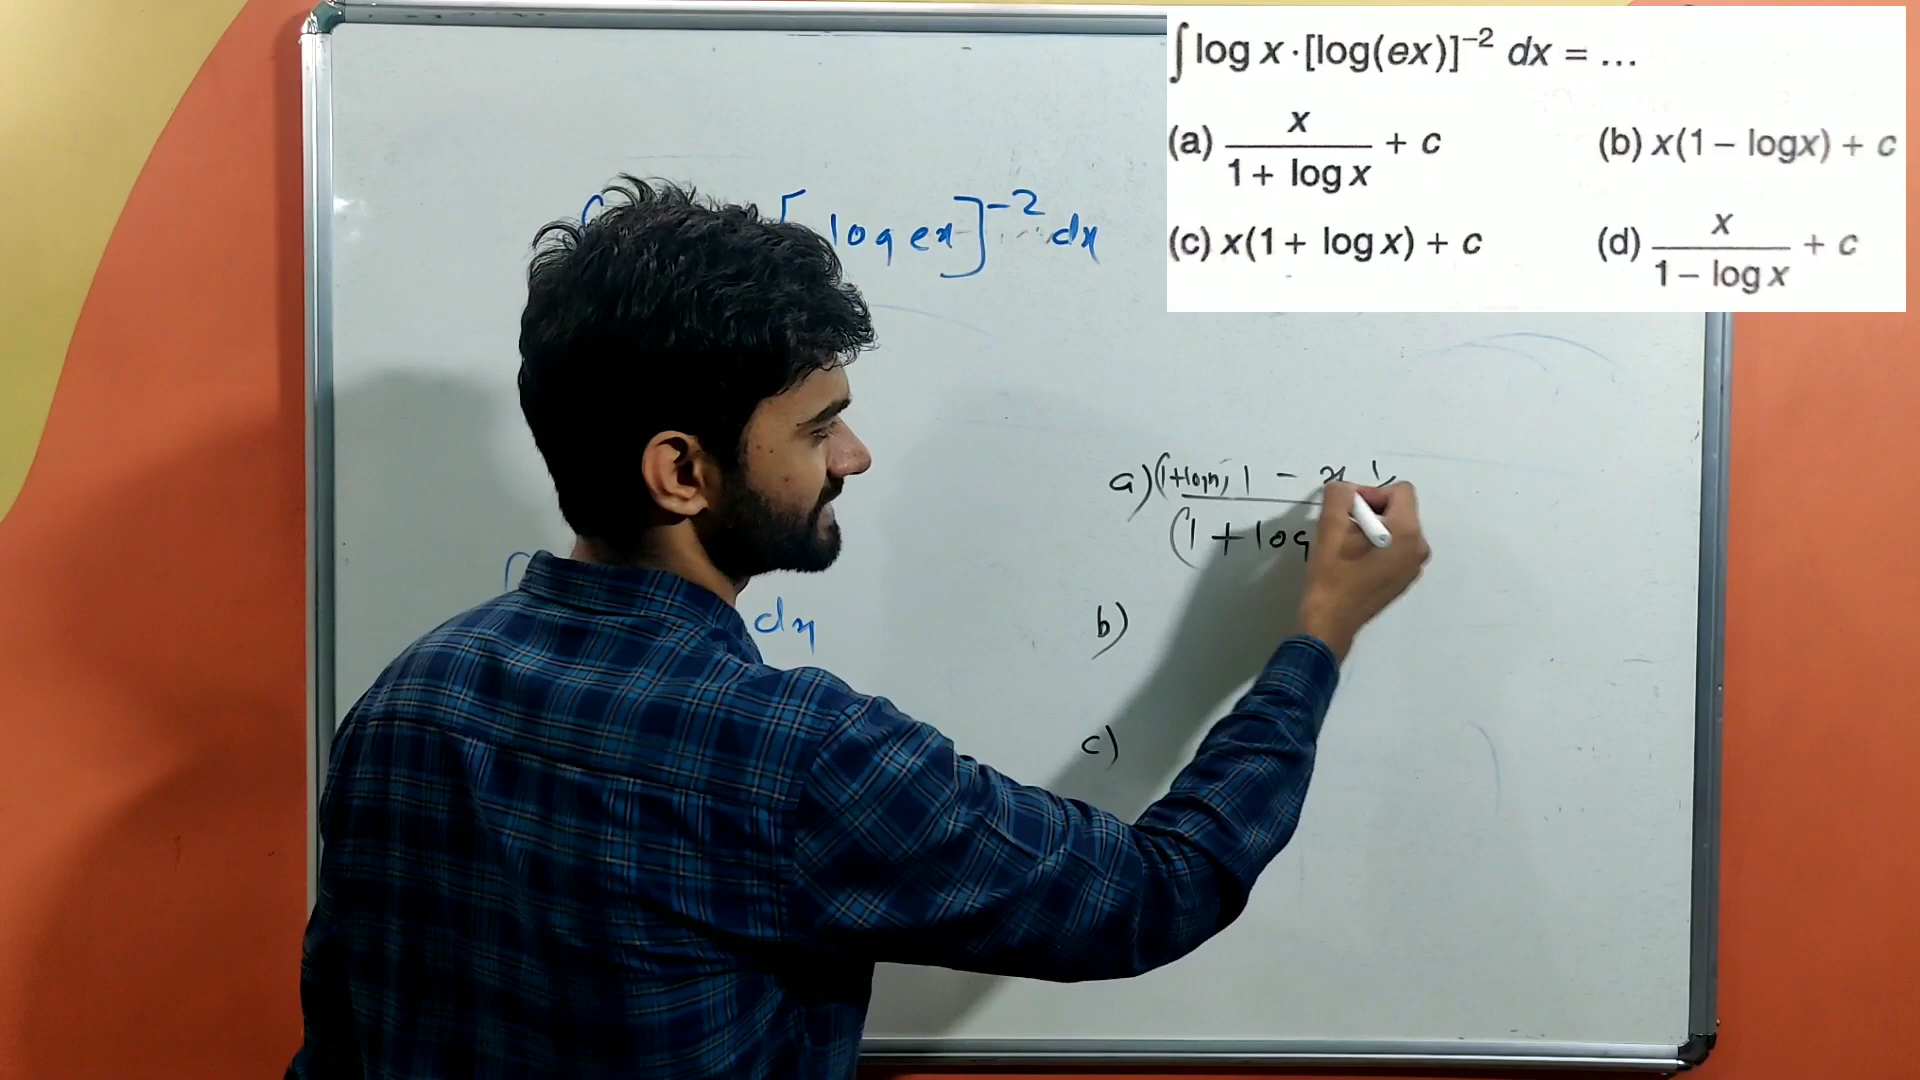 ∫ log x · [log(ex)]⁻² dx = ...
(a) x/(1 + log x) + c
(b) x(1 – logx) + c
(c) x(1 + log x) + c
(d) x/(1 – log x) + c
[log ex]⁻² dx
a) (1+logx) 1 - x
(1 + log
dx
b)
c)